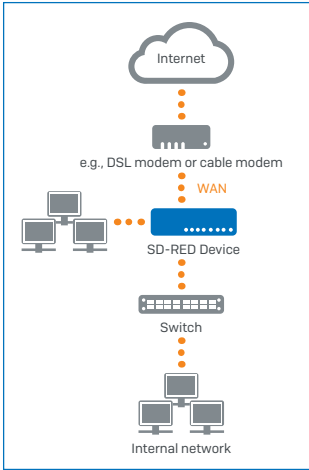 Internet
e.g., DSL modem or cable modem
WAN
SD-RED Device
Switch
Internal network